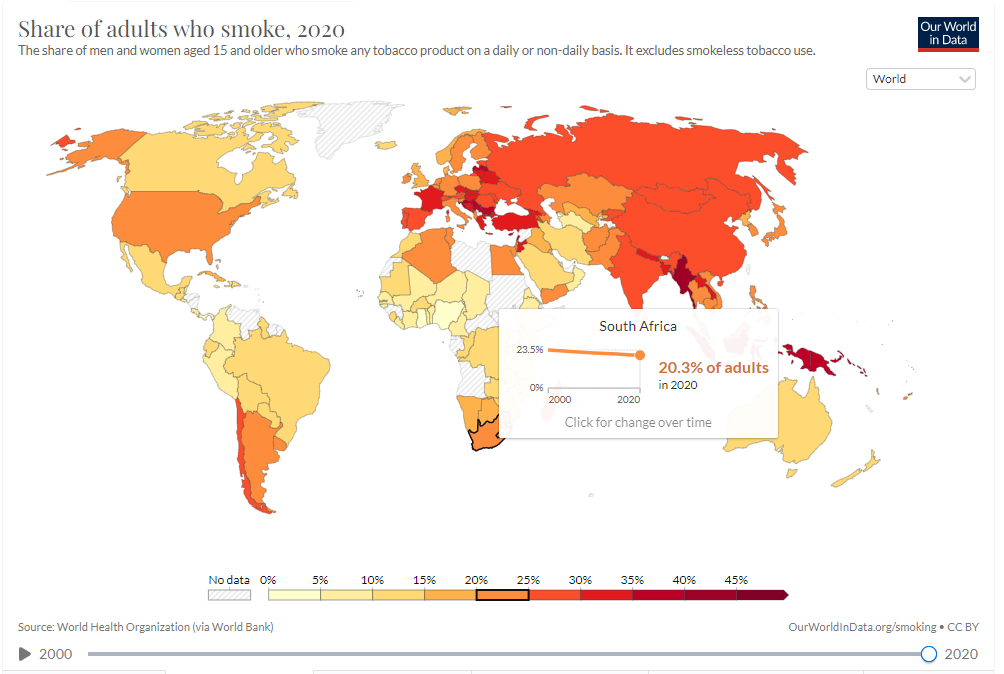 Share of adults who smoke, 2020
The share of men and women aged 15 and older who smoke any tobacco product on a daily or non-daily basis. It excludes smokeless tobacco use.
Our World
in Data
World
South Africa
23.5%
20.3% of adults
in 2020
0%
2000 2020
Click for change over time
No data 0% 5% 10% 15% 20% 25% 30% 35% 40% 45%
Source: World Health Organization (via World Bank)
OurWorldInData.org/smoking • CC BY
2000 2020